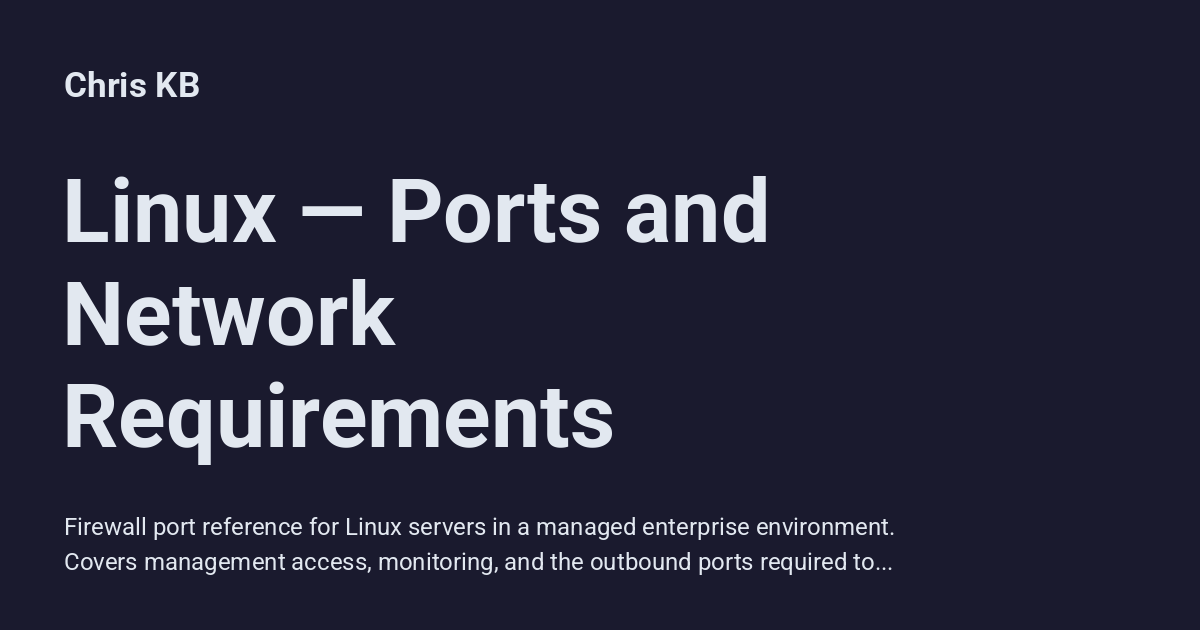 Chris KB
Linux — Ports and
Network
Requirements
Firewall port reference for Linux servers in a managed enterprise environment.
Covers management access, monitoring, and the outbound ports required to...